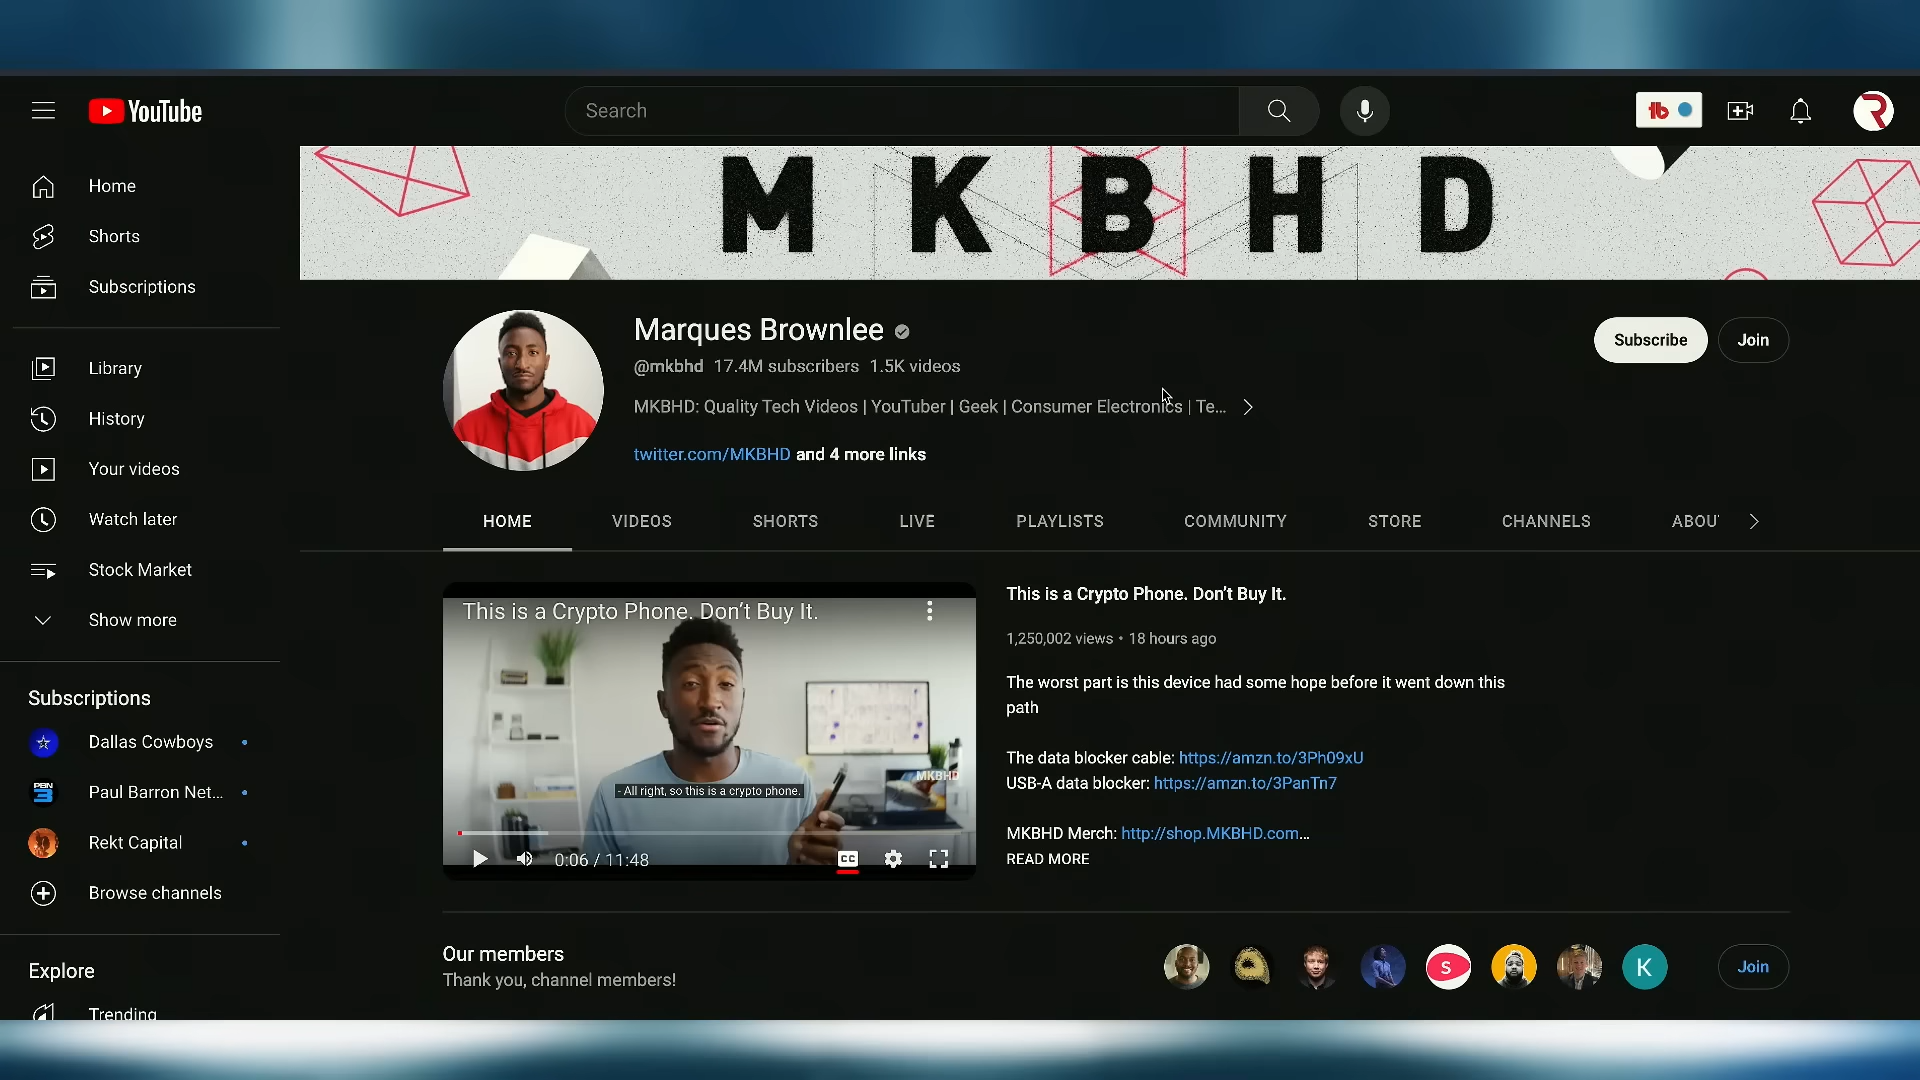 YouTube
Search
tb
R
Home
Shorts
Subscriptions
Library
History
Your videos
Watch later
Stock Market
Show more
Subscriptions
Dallas Cowboys
PBN
3
Paul Barron Net...
Rekt Capital
Browse channels
Explore
Trending
MKBHD
Marques Brownlee
@mkbhd 17.4M subscribers 1.5K videos
MKBHD: Quality Tech Videos | YouTuber | Geek | Consumer Electronics | Te...
twitter.com/MKBHD and 4 more links
Subscribe
Join
HOME VIDEOS SHORTS LIVE PLAYLISTS COMMUNITY STORE CHANNELS ABOU
This is a Crypto Phone. Don't Buy It.
MKBHD
- All right, so this is a crypto phone.
0:06 / 11:48
CC
This is a Crypto Phone. Don't Buy It.
1,250,002 views • 18 hours ago
The worst part is this device had some hope before it went down this
path
The data blocker cable: https://amzn.to/3Ph09xU
USB-A data blocker: https://amzn.to/3PanTn7
MKBHD Merch: http://shop.MKBHD.com...
READ MORE
Our members
Thank you, channel members!
S
K
Join